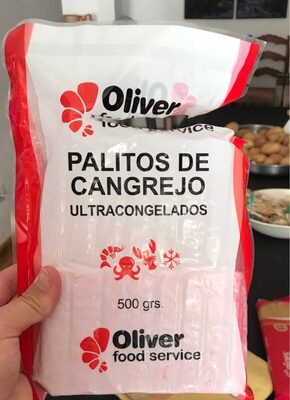 Oliver
food service
PALITOS DE
CANGREJO
ULTRACONGELADOS
500 grs.
Oliver
food service